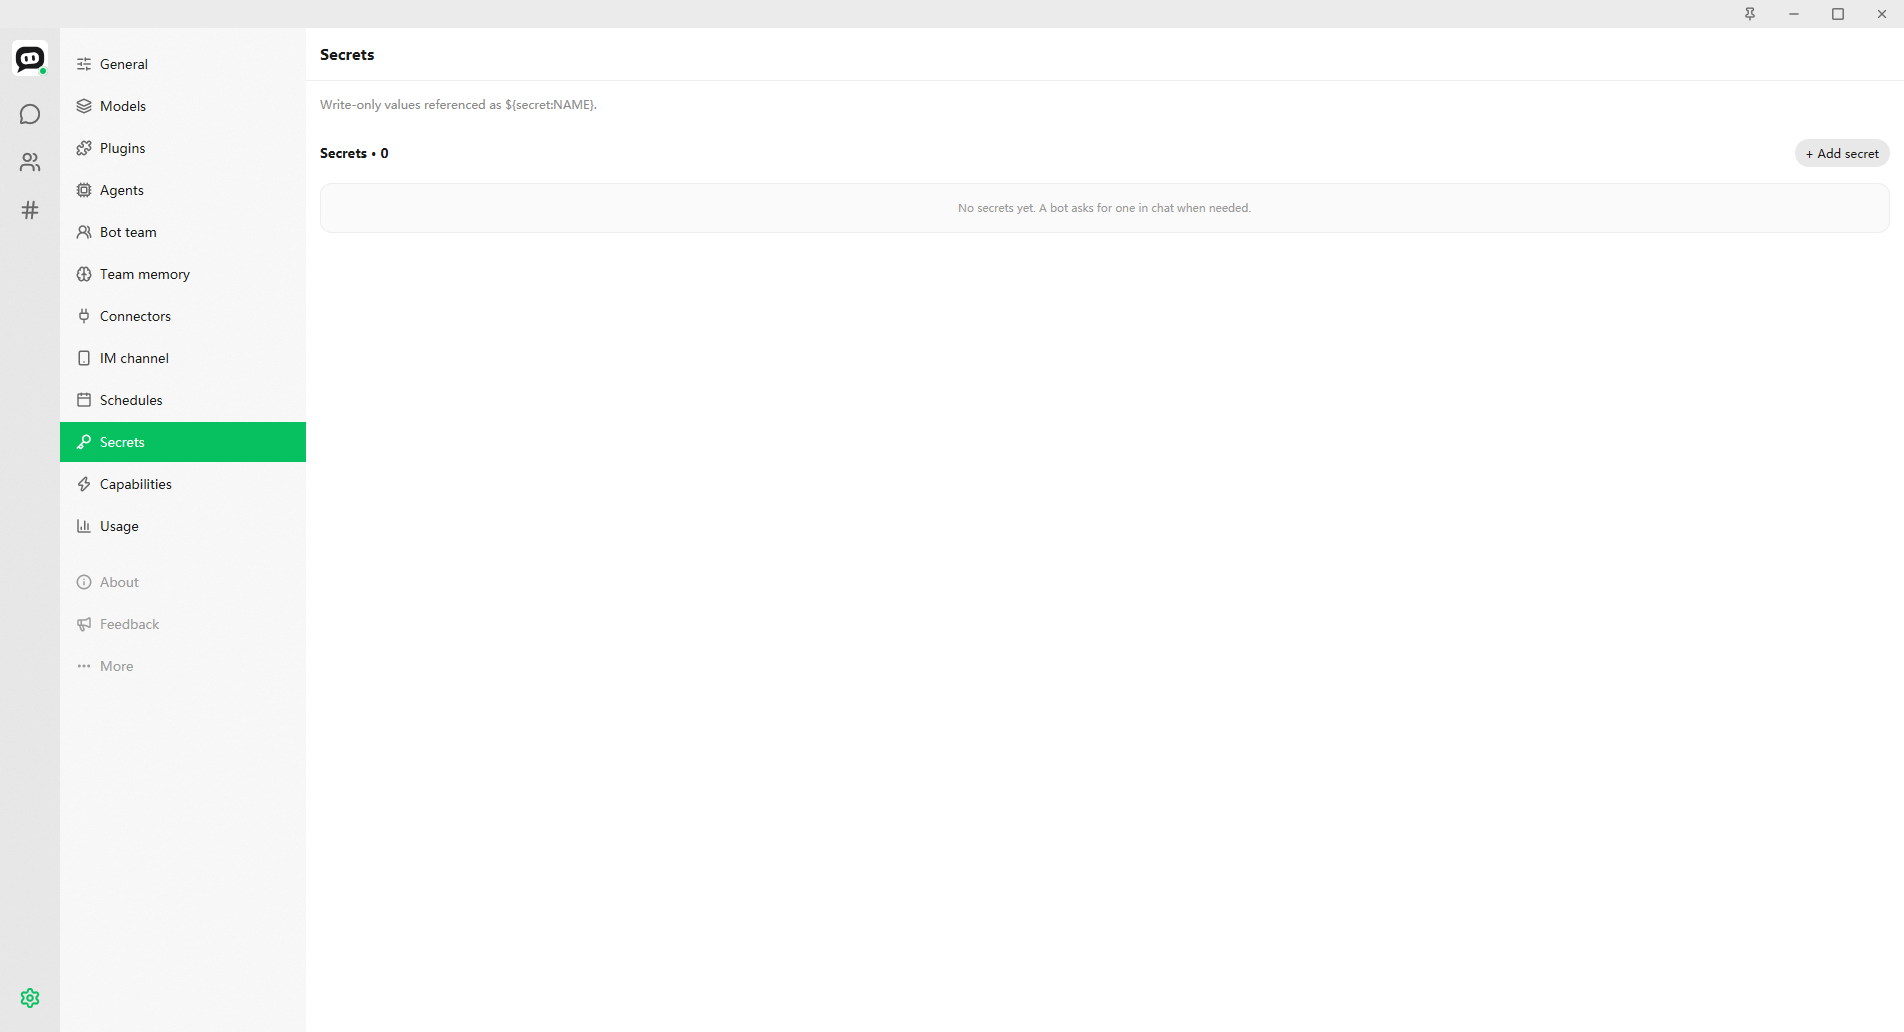 General
Models
Plugins
Agents
Bot team
Team memory
Connectors
IM channel
Schedules
Secrets
Capabilities
Usage
About
Feedback
More
Secrets
Write-only values referenced as ${secret:NAME}.
Secrets • 0
+ Add secret
No secrets yet. A bot asks for one in chat when needed.